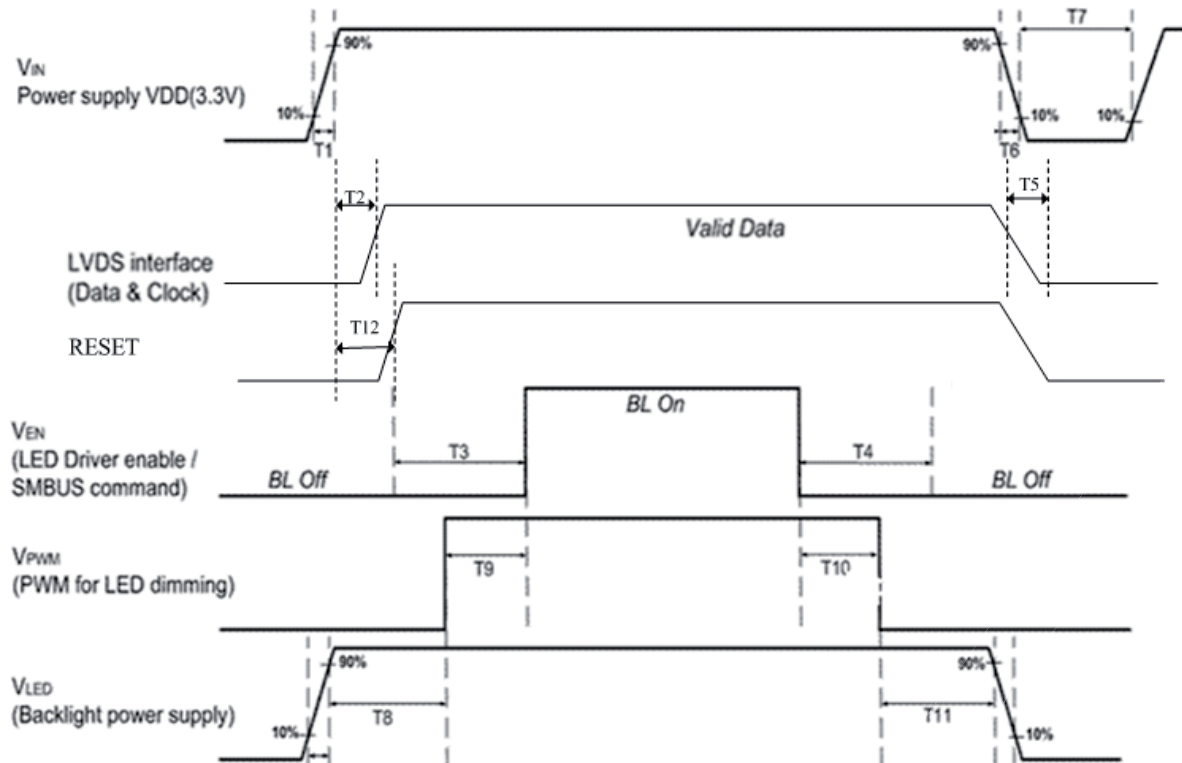 T7
90%
90%
VIN
Power supply VDD(3.3V)
10%
10%
10%
T1
T6
T2
T5
Valid Data
LVDS interface
(Data & Clock)
T12
RESET
BL On
VEN
(LED Driver enable /
SMBUS command)
T3
T4
BL Off
BL Off
VPWM
(PWM for LED dimming)
T9
T10
90%
90%
VLED
(Backlight power supply)
T8
T11
10%
10%